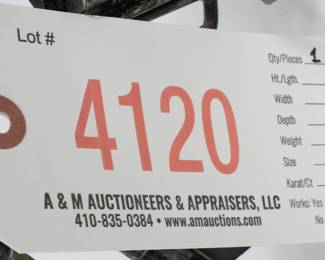 Lot #
4120
A & M AUCTIONEERS & APPRAISERS, LLC
410-835-0384 • www.amauctions.com
Qty/Pieces 1
Ht./Lgth.
Width
Depth
Weight
Size
Karat/Ct
Works: Yes
No